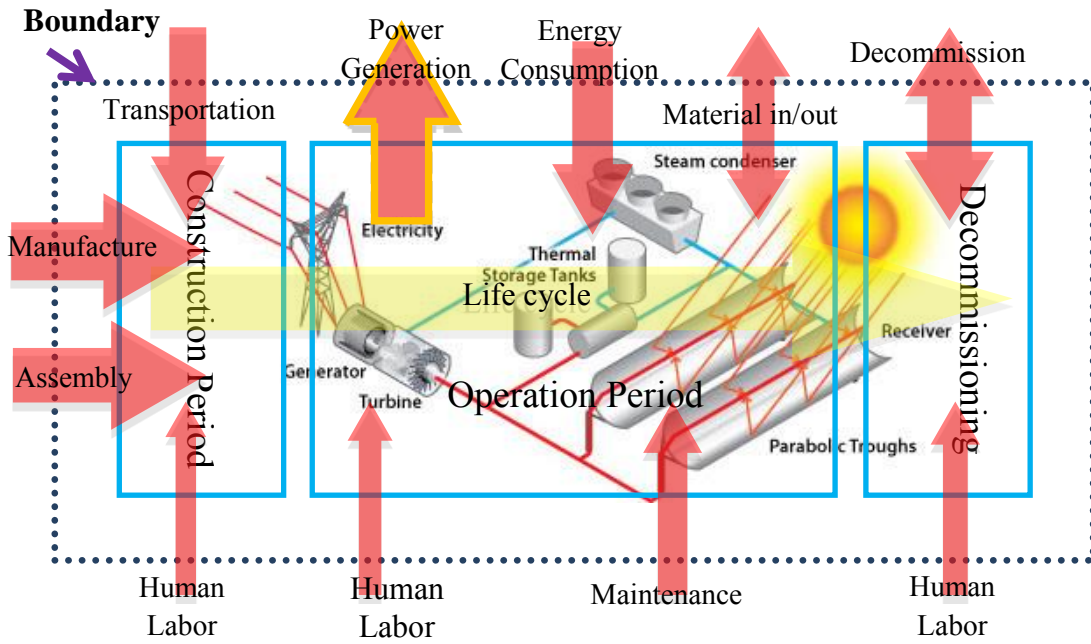 Boundary
Power
Generation
Energy
Consumption
Decommission
Transportation
Material in/out
Steam condenser
Construction Period
Decommissioning
Manufacture
Electricity
Thermal
Storage Tanks
Life cycle
Receiver
Assembly
Generator
Turbine
Operation Period
Parabolic Troughs
Human
Labor
Human
Labor
Maintenance
Human
Labor